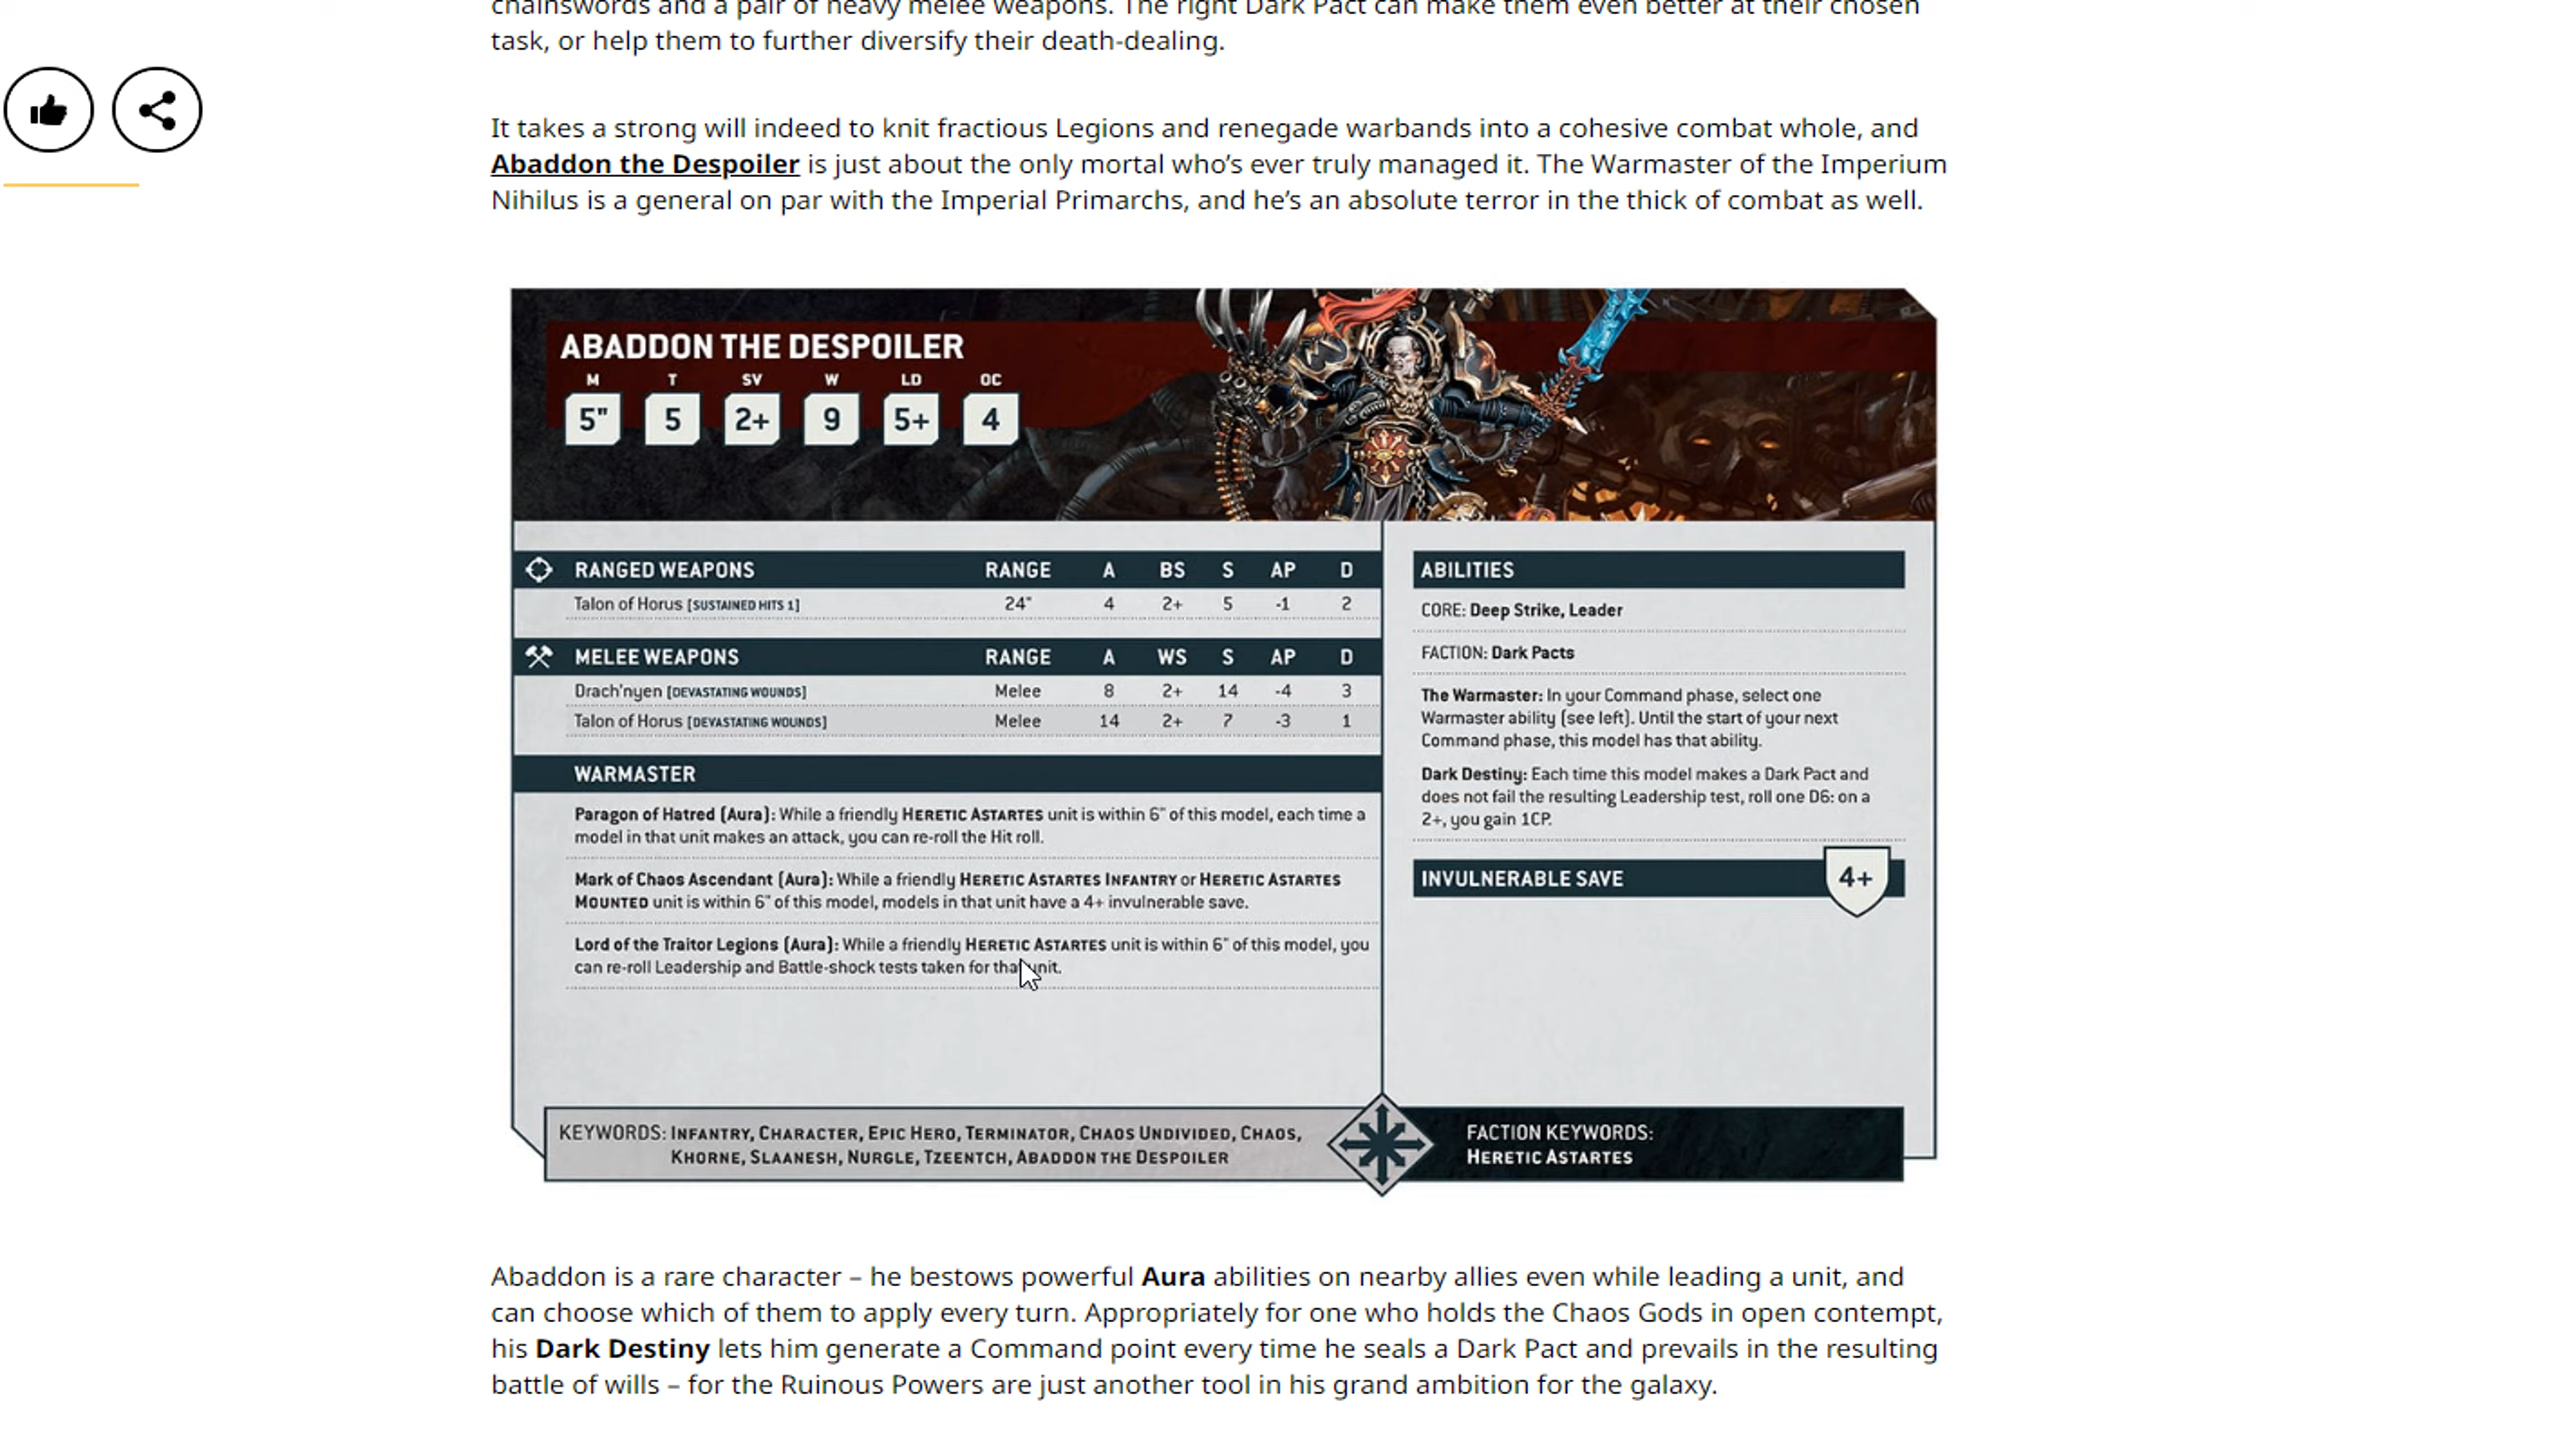 chainswords and a pair of heavy melee weapons. The right Dark Pact can make them even better at their chosen
task, or help them to further diversify their death-dealing.
It takes a strong will indeed to knit fractious Legions and renegade warbands into a cohesive combat whole, and
Abaddon the Despoiler is just about the only mortal who’s ever truly managed it. The Warmaster of the Imperium
Nihilus is a general on par with the Imperial Primarchs, and he’s an absolute terror in the thick of combat as well.
ABADDON THE DESPOILER
M T SV W LD OC
5" 5 2+ 9 5+ 4
RANGED WEAPONS RANGE A BS S AP D
Talon of Horus [SUSTAINED HITS 1] 24" 4 2+ 5 -1 2
MELEE WEAPONS RANGE A WS S AP D
Drach'nyen [DEVASTATING WOUNDS] Melee 8 2+ 14 -4 3
Talon of Horus [DEVASTATING WOUNDS] Melee 14 2+ 7 -3 1
WARMASTER
Paragon of Hatred (Aura): While a friendly HERETIC ASTARTES unit is within 6" of this model, each time a
model in that unit makes an attack, you can re-roll the Hit roll.
Mark of Chaos Ascendant (Aura): While a friendly HERETIC ASTARTES INFANTRY or HERETIC ASTARTES
MOUNTED unit is within 6" of this model, models in that unit have a 4+ invulnerable save.
Lord of the Traitor Legions (Aura): While a friendly HERETIC ASTARTES unit is within 6" of this model, you
can re-roll Leadership and Battle-shock tests taken for that unit.
ABILITIES
CORE: Deep Strike, Leader
FACTION: Dark Pacts
The Warmaster: In your Command phase, select one
Warmaster ability (see left). Until the start of your next
Command phase, this model has that ability.
Dark Destiny: Each time this model makes a Dark Pact and
does not fail the resulting Leadership test, roll one D6: on a
2+, you gain 1CP.
INVULNERABLE SAVE 4+
KEYWORDS: INFANTRY, CHARACTER, EPIC HERO, TERMINATOR, CHAOS UNDIVIDED, CHAOS,
KHORNE, SLAANESH, NURGLE, TZEENTCH, ABADDON THE DESPOILER
FACTION KEYWORDS:
HERETIC ASTARTES
Abaddon is a rare character – he bestows powerful Aura abilities on nearby allies even while leading a unit, and
can choose which of them to apply every turn. Appropriately for one who holds the Chaos Gods in open contempt,
his Dark Destiny lets him generate a Command point every time he seals a Dark Pact and prevails in the resulting
battle of wills – for the Ruinous Powers are just another tool in his grand ambition for the galaxy.